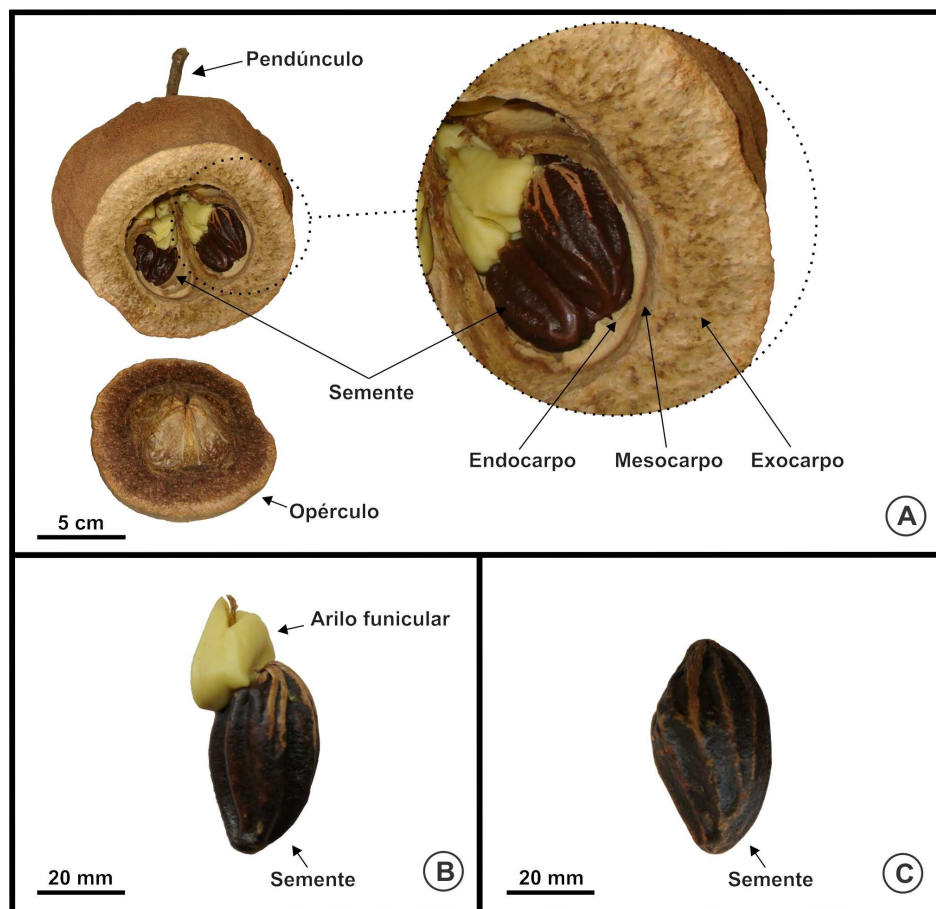 Pendúnculo
Semente
Endocarpo
Mesocarpo
Exocarpo
Opérculo
5 cm
A
Arilo funicular
Semente
20 mm
B
Semente
20 mm
C